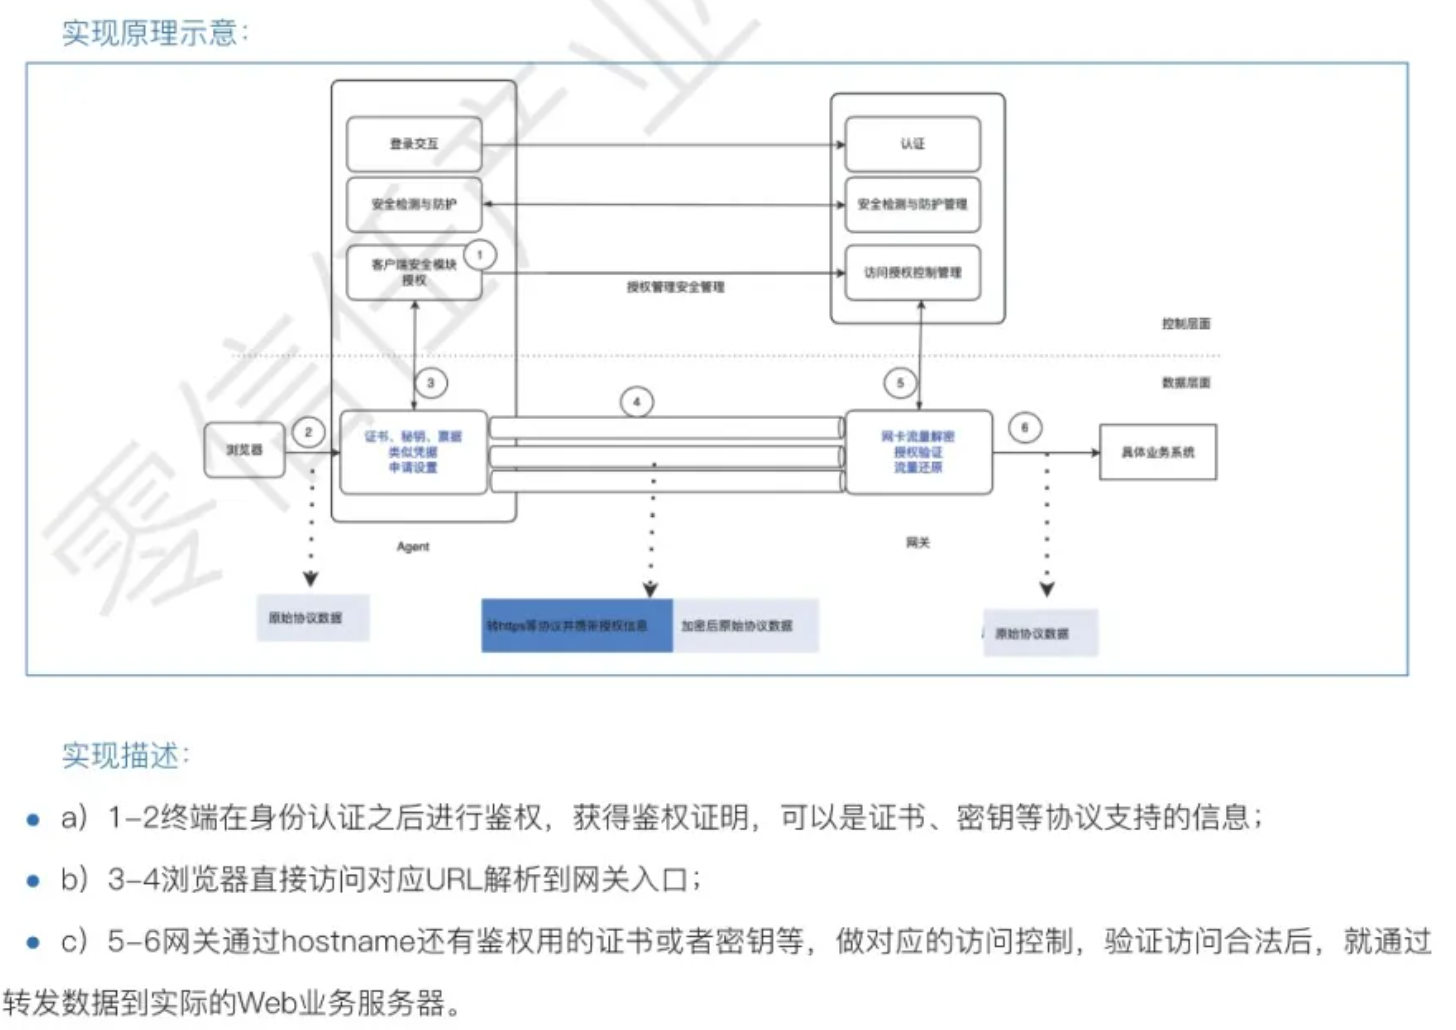 实现原理示意：
登录交互
认证
安全检测与防护
安全检测与防护管理
客户端安全模块
授权
1
授权管理安全管理
访问授权控制管理
控制层面
数据层面
3
4
5
2
6
浏览器
证书、秘钥、票据
类似凭据
申请设置
网卡流量解密
授权验证
流量还原
具体业务系统
Agent
网关
原始协议数据
转https等协议并携带授权信息
加密后原始协议数据
原始协议数据
实现描述：
a）1-2终端在身份认证之后进行鉴权，获得鉴权证明，可以是证书、密钥等协议支持的信息；
b）3-4浏览器直接访问对应URL解析到网关入口；
c）5-6网关通过hostname还有鉴权用的证书或者密钥等，做对应的访问控制，验证访问合法后，就通过
转发数据到实际的Web业务服务器。
零信任产业